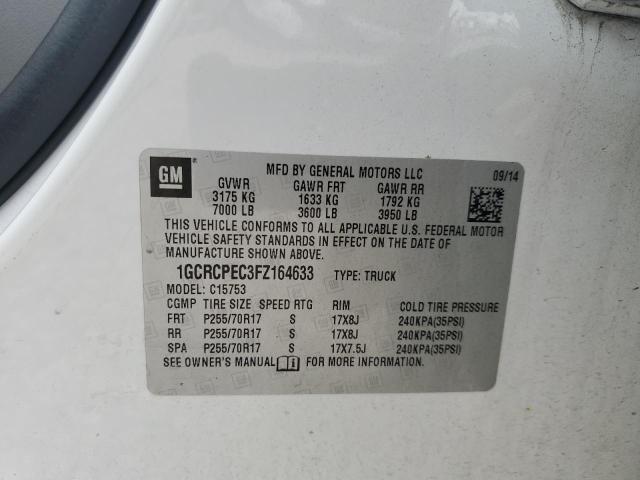 GM
MFD BY GENERAL MOTORS LLC 09/14
GVWR GAWR FRT GAWR RR
3175 KG 1633 KG 1792 KG
7000 LB 3600 LB 3950 LB
THIS VEHICLE CONFORMS TO ALL APPLICABLE U.S. FEDERAL MOTOR
VEHICLE SAFETY STANDARDS IN EFFECT ON THE DATE OF
MANUFACTURE SHOWN ABOVE.
1GCRCPEC3FZ164633 TYPE: TRUCK
MODEL: C15753
CGMP TIRE SIZE SPEED RTG RIM COLD TIRE PRESSURE
FRT P255/70R17 S 17X8J 240KPA(35PSI)
RR P255/70R17 S 17X8J 240KPA(35PSI)
SPA P255/70R17 S 17X7.5J 240KPA(35PSI)
SEE OWNER'S MANUAL FOR MORE INFORMATION.